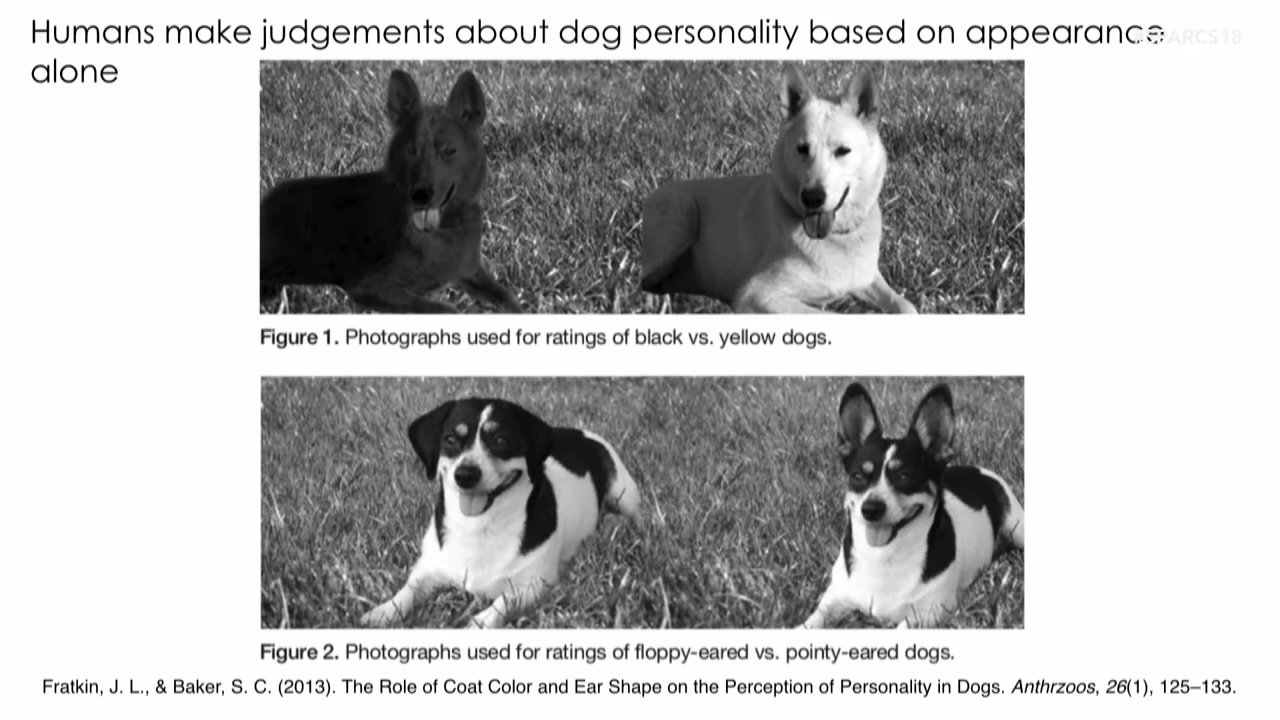 Humans make judgements about dog personality based on appearance
alone
Figure 1. Photographs used for ratings of black vs. yellow dogs.
Figure 2. Photographs used for ratings of floppy-eared vs. pointy-eared dogs.
Fratkin, J. L., & Baker, S. C. (2013). The Role of Coat Color and Ear Shape on the Perception of Personality in Dogs. Anthrzoos, 26(1), 125–133.